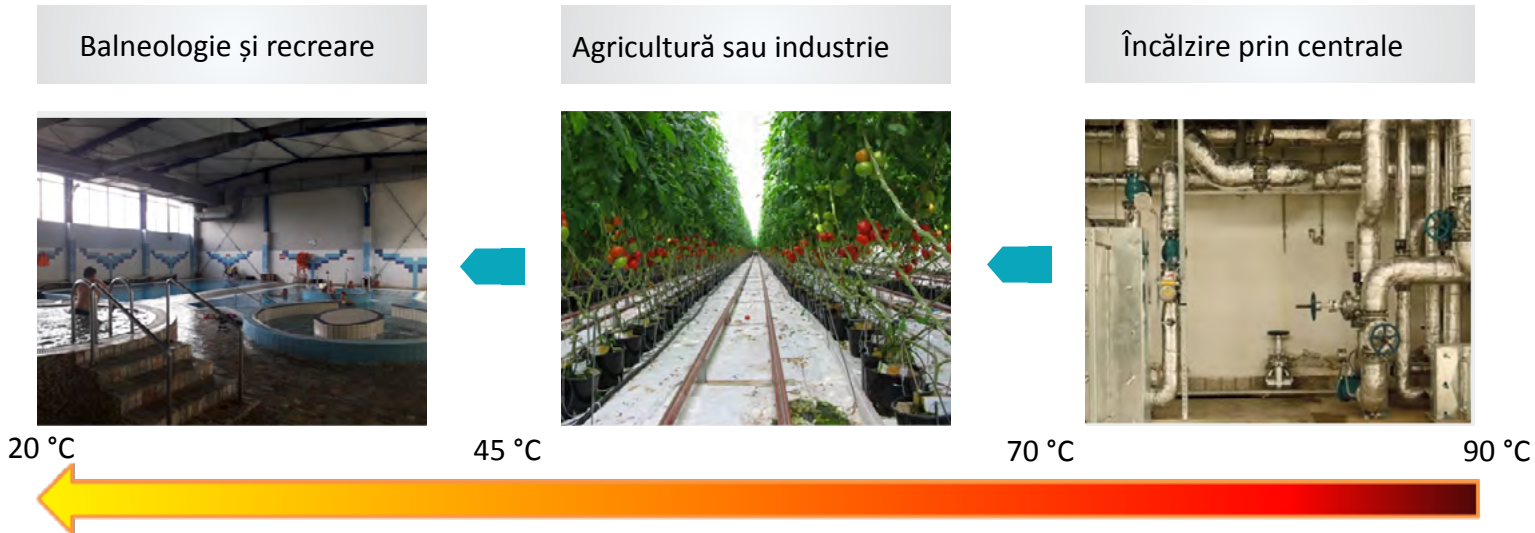 Balneologie și recreare
Agricultură sau industrie
Încălzire prin centrale
20 °C
45 °C
70 °C
90 °C